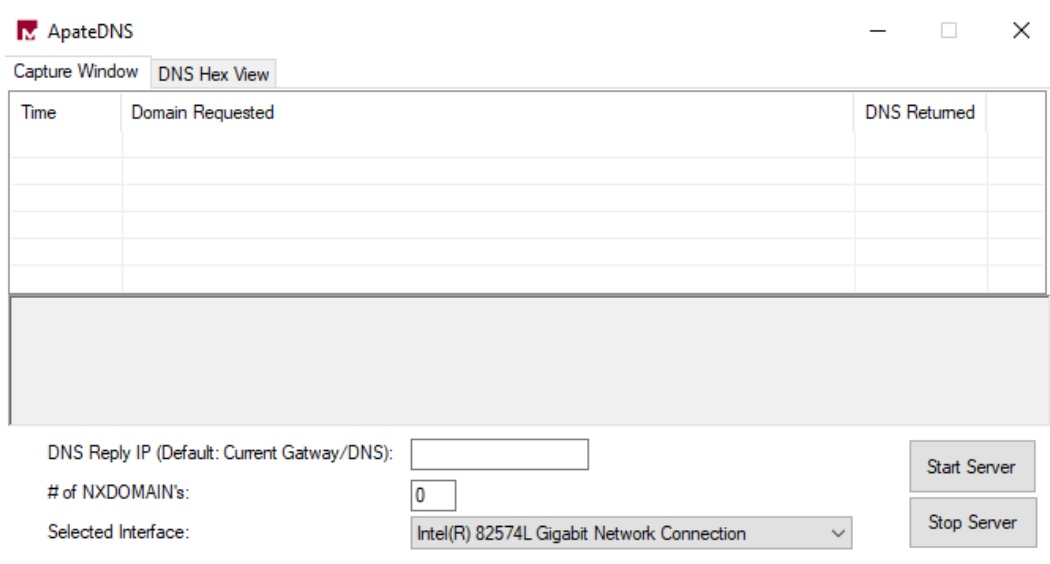 ApateDNS
Capture Window DNS Hex View
Time Domain Requested DNS Returned
DNS Reply IP (Default: Current Gatway/DNS):
Start Server
# of NXDOMAIN's: 0
Selected Interface: Intel(R) 82574L Gigabit Network Connection
Stop Server